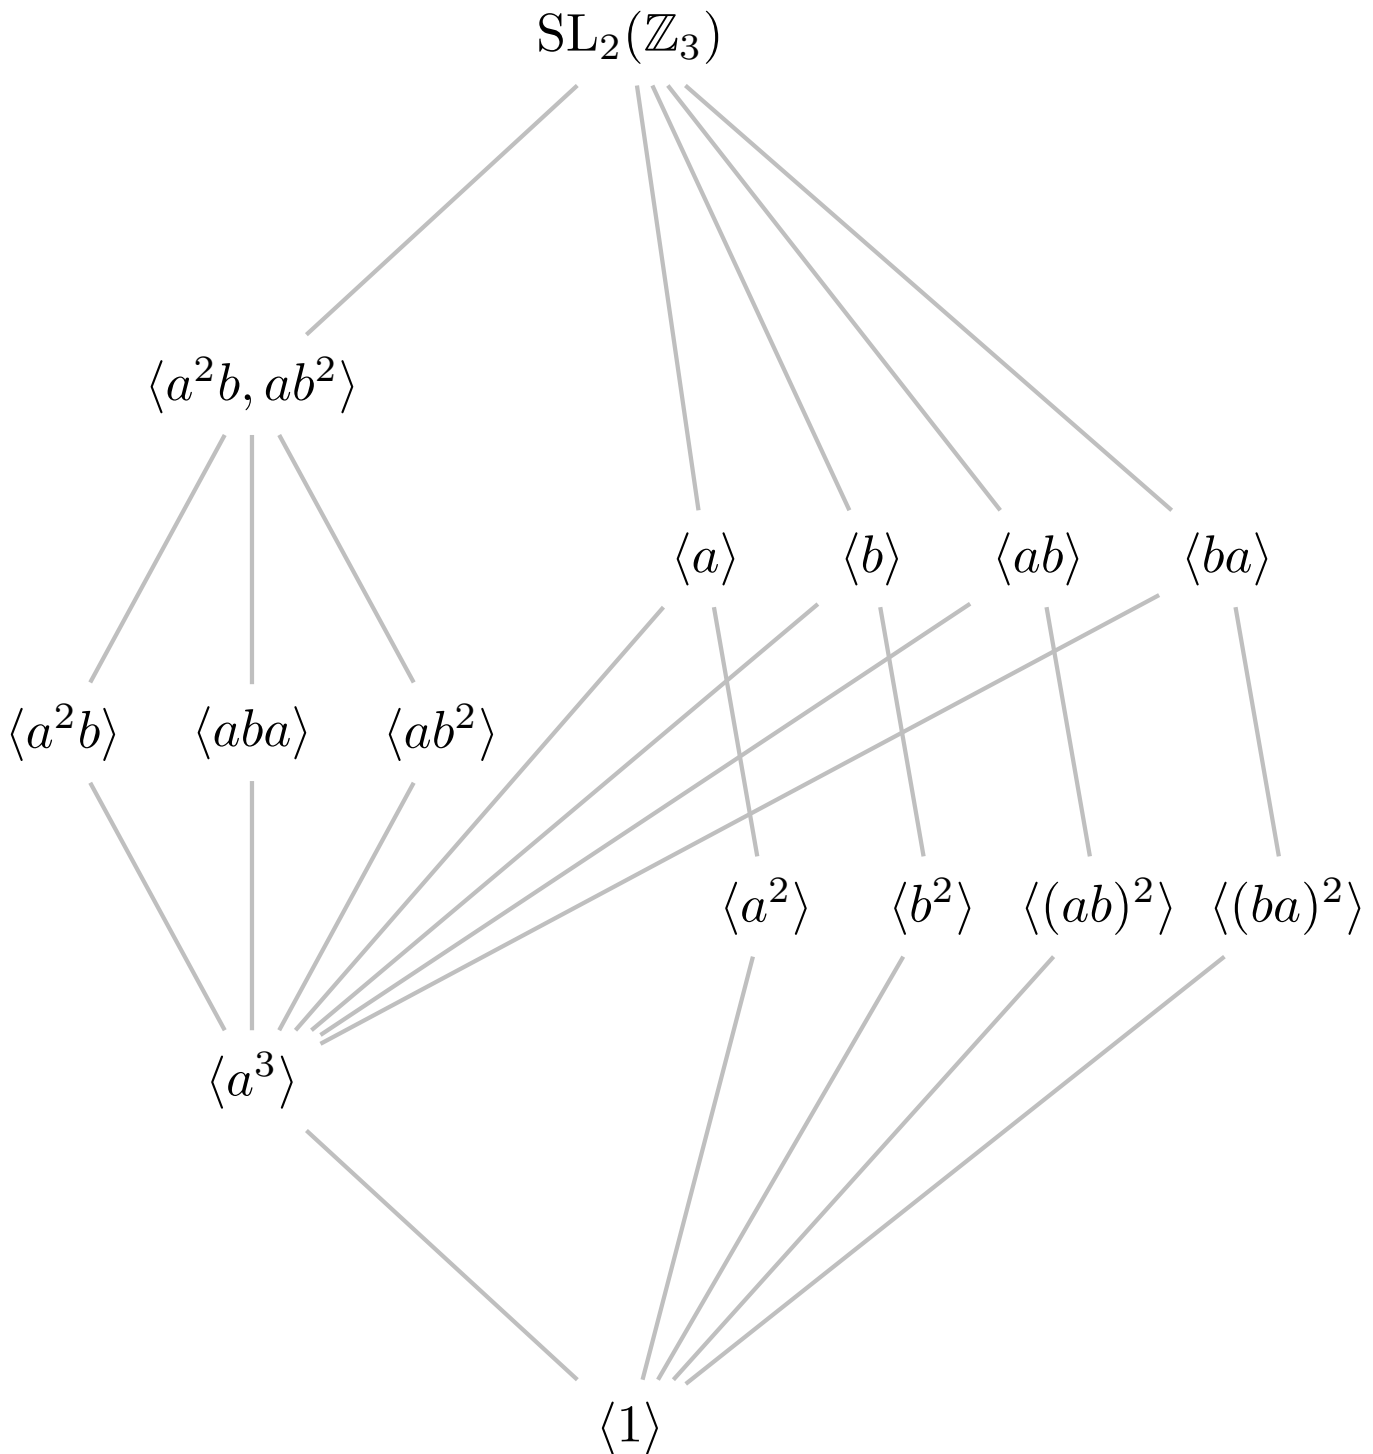 SL₂(ℤ₃)
⟨a²b, ab²⟩
⟨a⟩ ⟨b⟩ ⟨ab⟩ ⟨ba⟩
⟨a²b⟩ ⟨aba⟩ ⟨ab²⟩
⟨a²⟩ ⟨b²⟩ ⟨(ab)²⟩ ⟨(ba)²⟩
⟨a³⟩
⟨1⟩